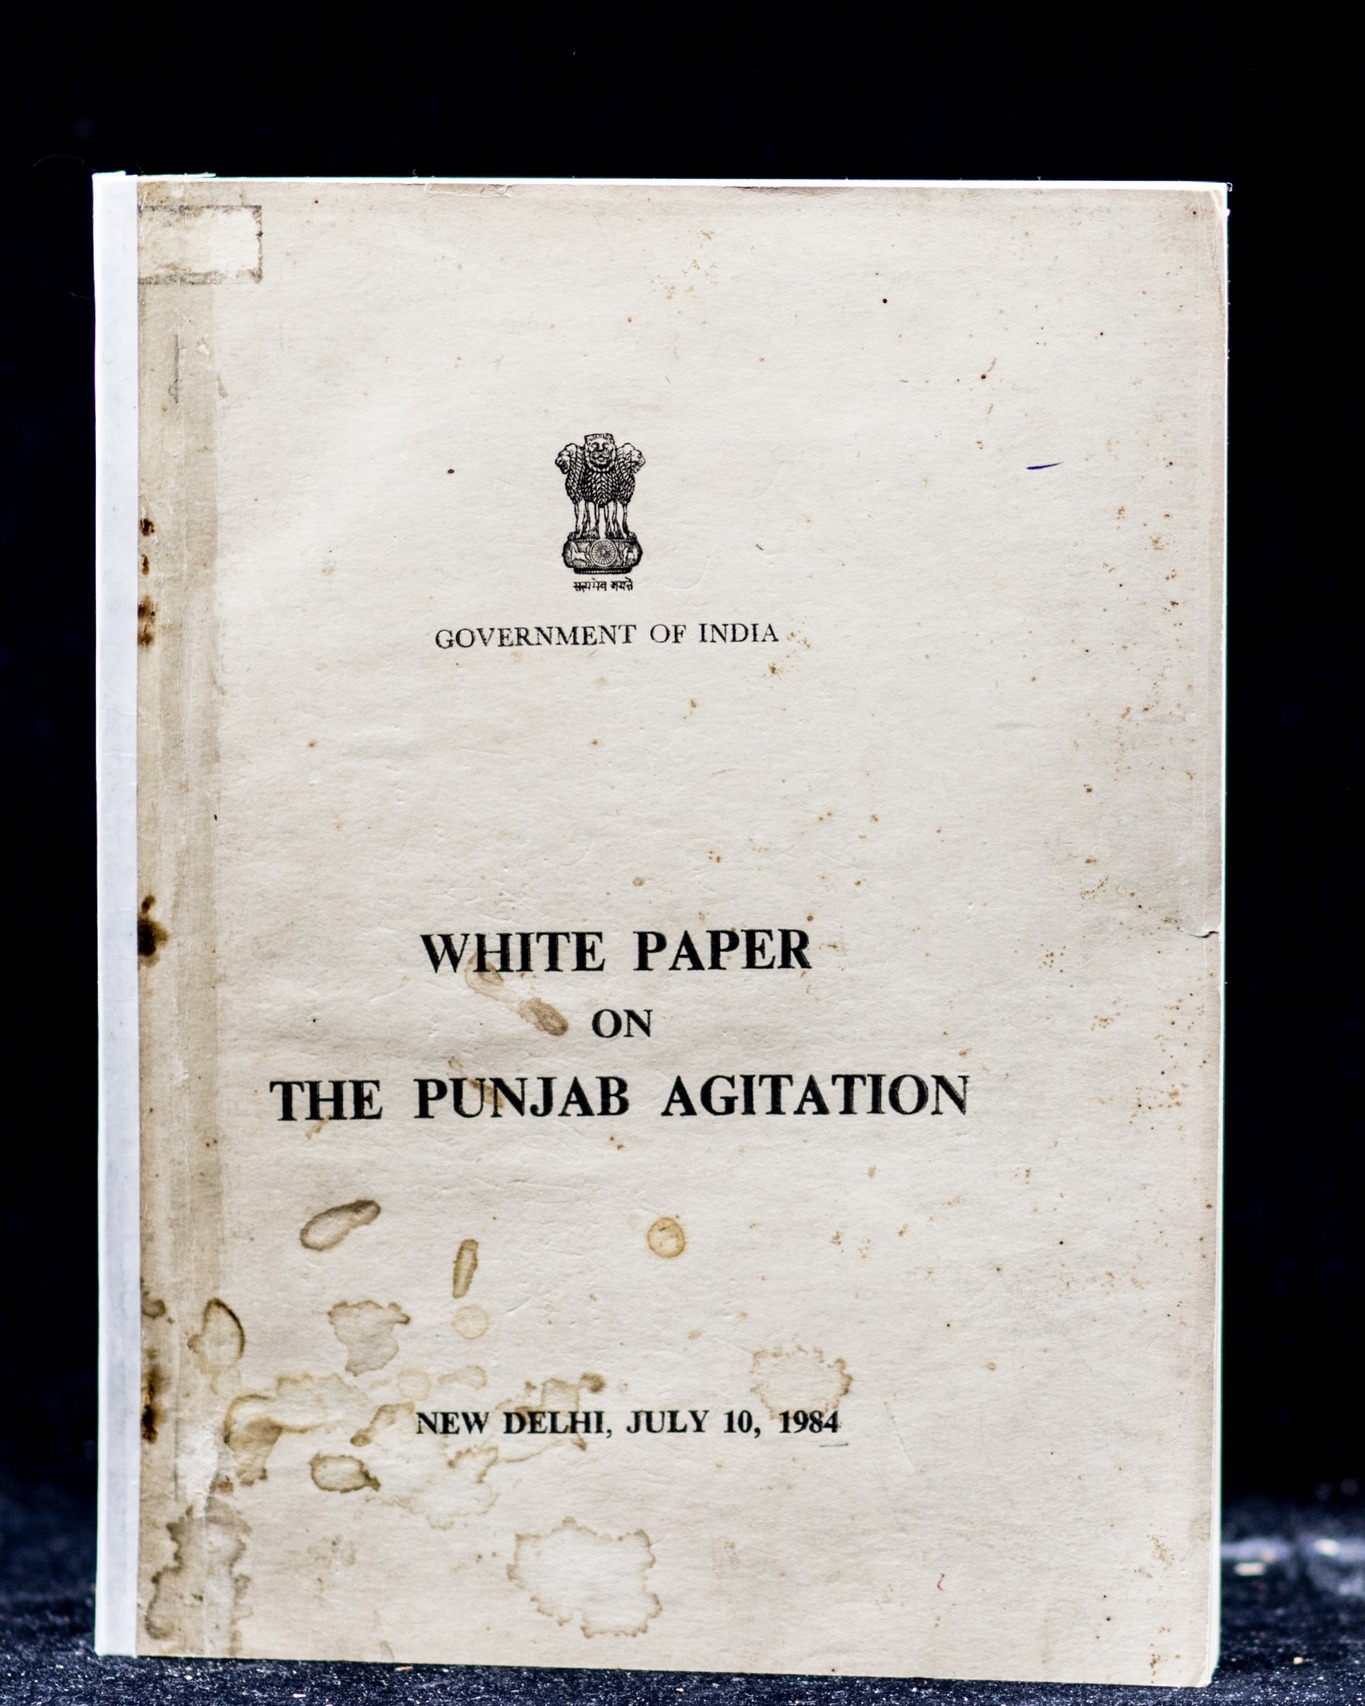 सत्यमेव जयते
GOVERNMENT OF INDIA
WHITE PAPER
ON
THE PUNJAB AGITATION
NEW DELHI, JULY 10, 1984